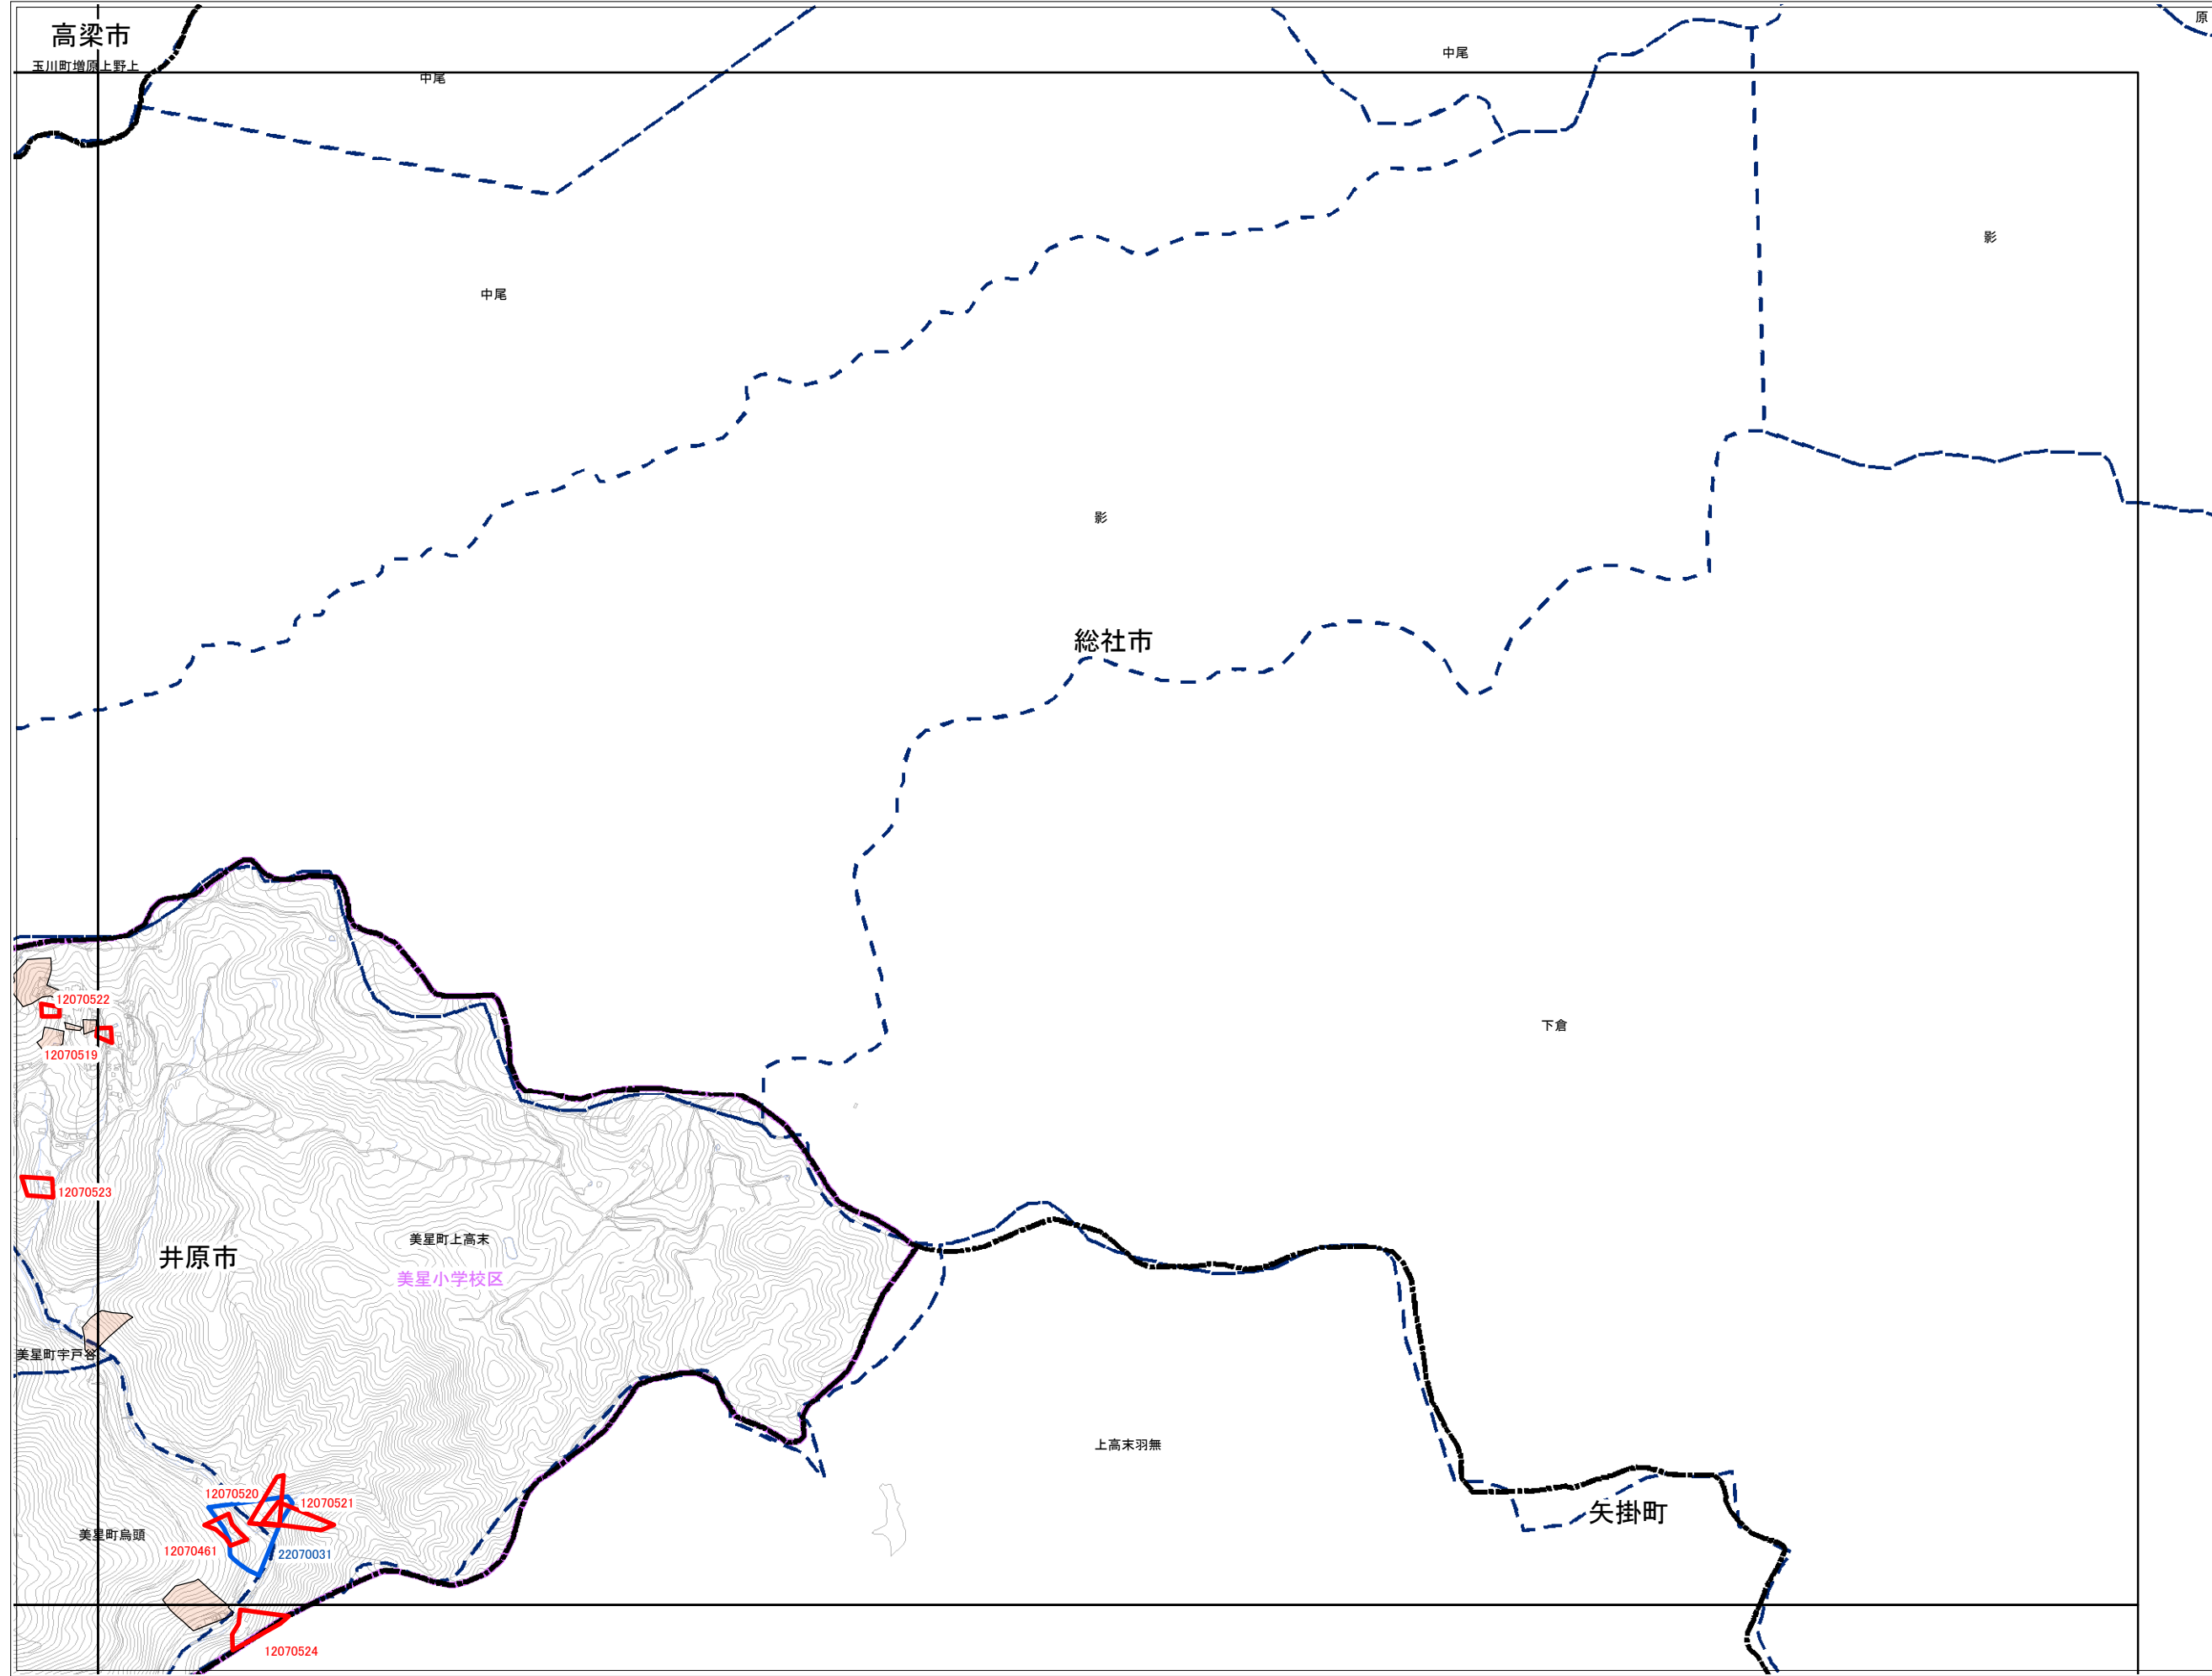 原
高梁市
中尾
玉川町増原上野上
中尾
影
中尾
影
総社市
12070522
下倉
12070519
12070523
美星町上高末
井原市
美星小学校区
美星町宇戸谷
上高末羽無
12070520
12070521
矢掛町
美星町烏頭
12070461
22070031
12070524